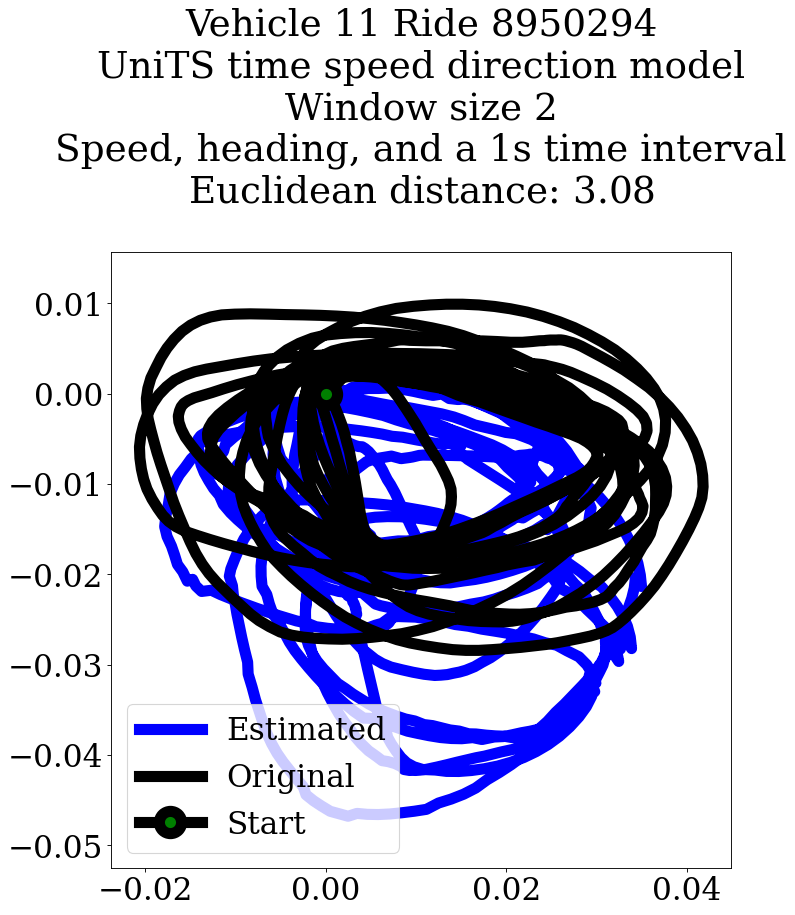 Vehicle 11 Ride 8950294
UniTS time speed direction model
Window size 2
Speed, heading, and a 1s time interval
Euclidean distance: 3.08
0.01
0.00
−0.01
−0.02
−0.03
−0.04
−0.05
Estimated
Original
Start
−0.02 0.00 0.02 0.04